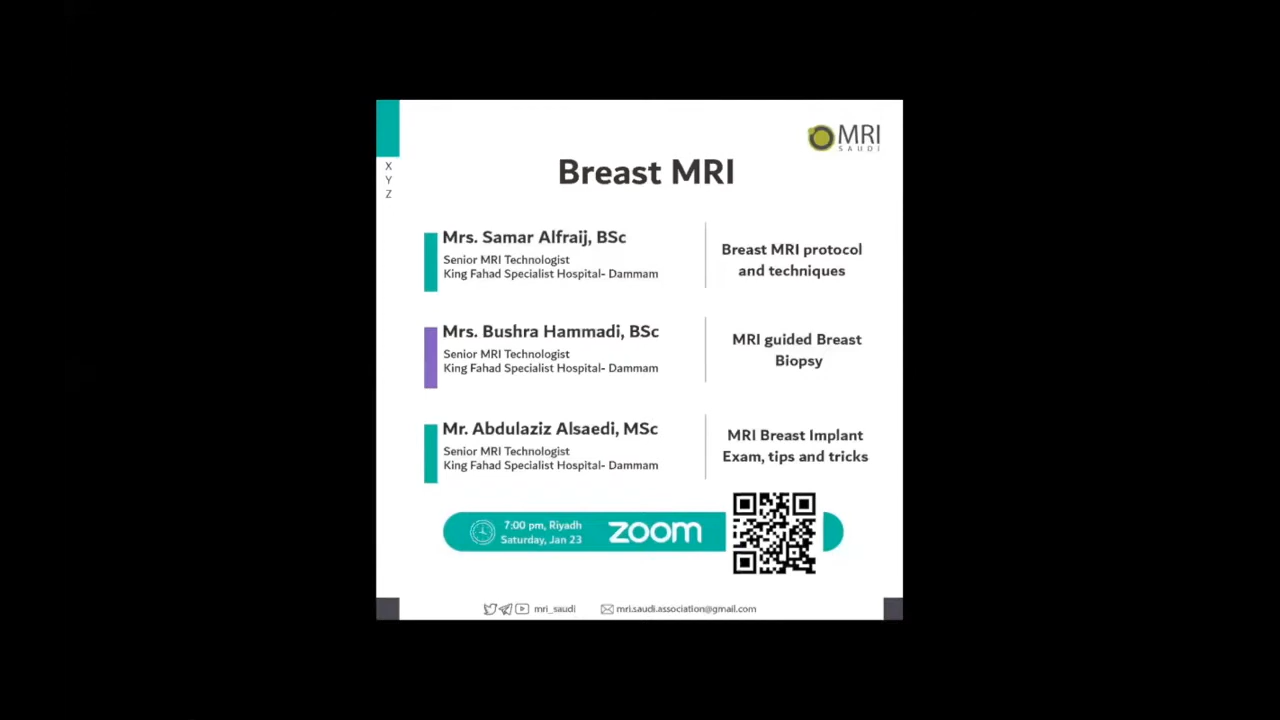 MRI
SAUDI
X
Y
Z
Breast MRI
Mrs. Samar Alfraij, BSc
Senior MRI Technologist
King Fahad Specialist Hospital- Dammam
Breast MRI protocol
and techniques
Mrs. Bushra Hammadi, BSc
Senior MRI Technologist
King Fahad Specialist Hospital- Dammam
MRI guided Breast
Biopsy
Mr. Abdulaziz Alsaedi, MSc
Senior MRI Technologist
King Fahad Specialist Hospital- Dammam
MRI Breast Implant
Exam, tips and tricks
7:00 pm, Riyadh
Saturday, Jan 23
zoom
mri_saudi
mri.saudi.association@gmail.com